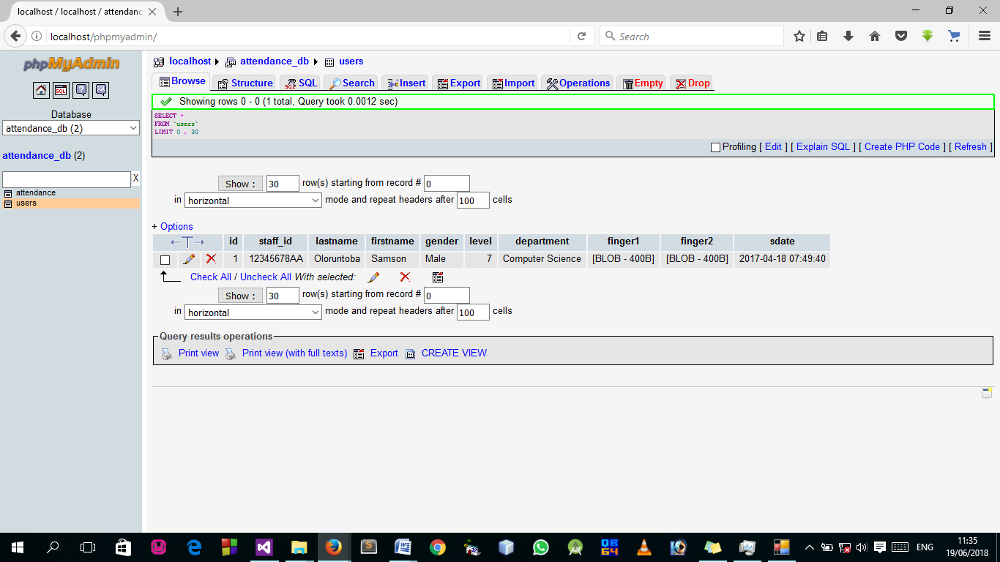 localhost / localhost / attendanc
localhost/phpmyadmin/
Search
phpMyAdmin
SQL
Database
attendance_db (2)
attendance_db (2)
X
attendance
users
localhost attendance_db users
Browse Structure SQL Search Insert Export Import Operations Empty Drop
Showing rows 0 - 0 (1 total, Query took 0.0012 sec)
SELECT *
FROM `users`
LIMIT 0 , 30
Profiling [ Edit ] [ Explain SQL ] [ Create PHP Code ] [ Refresh ]
Show : 30 row(s) starting from record # 0
in horizontal mode and repeat headers after 100 cells
+ Options
id staff_id lastname firstname gender level department finger1 finger2 sdate
1 12345678AA Oloruntoba Samson Male 7 Computer Science [BLOB - 400B] [BLOB - 400B] 2017-04-18 07:49:40
Check All / Uncheck All With selected:
Show : 30 row(s) starting from record # 0
in horizontal mode and repeat headers after 100 cells
Query results operations
Print view Print view (with full texts) Export CREATE VIEW
QB
64
ENG
11:35
19/06/2018